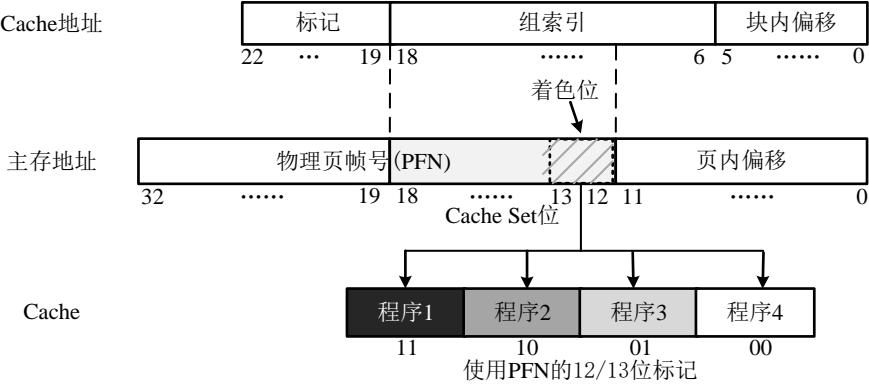 Cache地址 标记 组索引 块内偏移
22 ... 19 18 ...... 6 5 ...... 0
着色位
主存地址 物理页帧号(PFN) 页内偏移
32 ...... 19 18 ...... 13 12 11 ...... 0
Cache Set位
Cache 程序1 程序2 程序3 程序4
11 10 01 00
使用PFN的12/13位标记